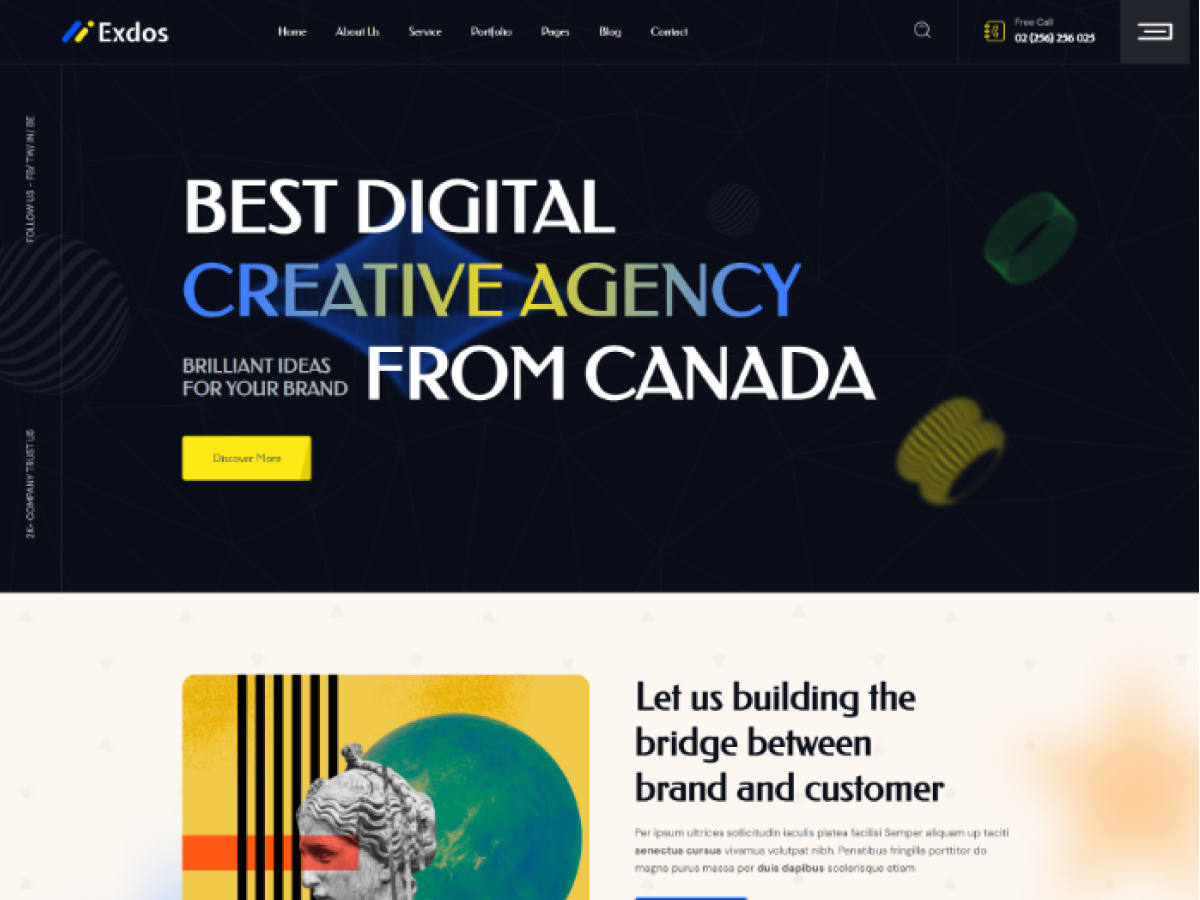 Exdos
Home
About Us
Service
Portfolio
Pages
Blog
Contact
Free Call
02 (256) 256 025
FOLLOW US - FB/ TW/ IN/ BE
BEST DIGITAL
CREATIVE AGENCY
BRILLIANT IDEAS
FOR YOUR BRAND
FROM CANADA
Discover More
2K+ COMPANY TRUST US
Let us building the
bridge between
brand and customer
Per ipsum ultrices sollicitudin iaculis platea facilisi Semper aliquam up taciti
senectus cursus vivamus volutpat nibh. Penatibus fringilla porttitor do
magna purus massa per duis dapibus scelerisque etiam